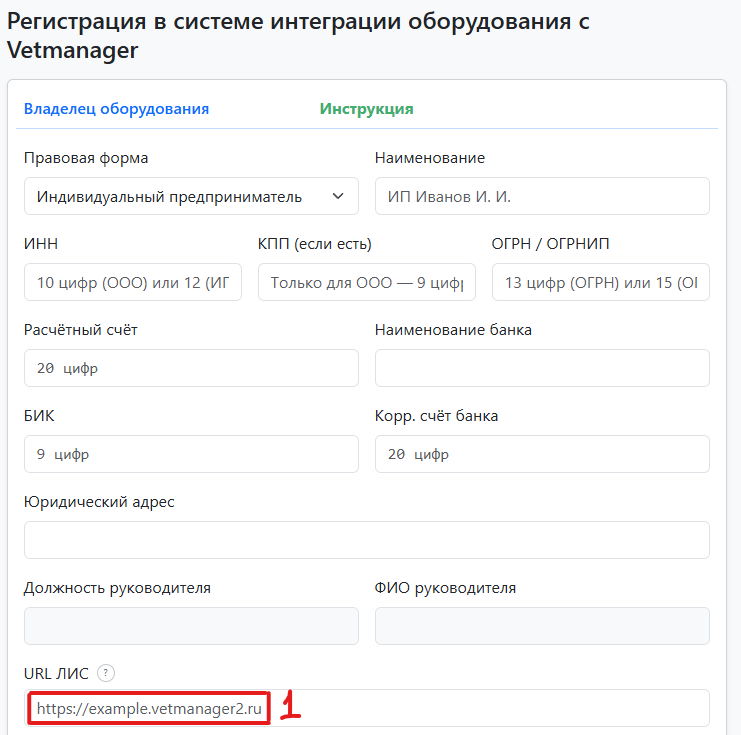 Регистрация в системе интеграции оборудования с
Vetmanager
Владелец оборудования Инструкция
Правовая форма Наименование
Индивидуальный предприниматель ИП Иванов И. И.
ИНН КПП (если есть) ОГРН / ОГРНИП
10 цифр (ООО) или 12 (ИГ Только для ООО — 9 цифр 13 цифр (ОГРН) или 15 (ОГ
Расчётный счёт Наименование банка
20 цифр
БИК Корр. счёт банка
9 цифр 20 цифр
Юридический адрес
Должность руководителя ФИО руководителя
URL ЛИС ?
https://example.vetmanager2.ru 1